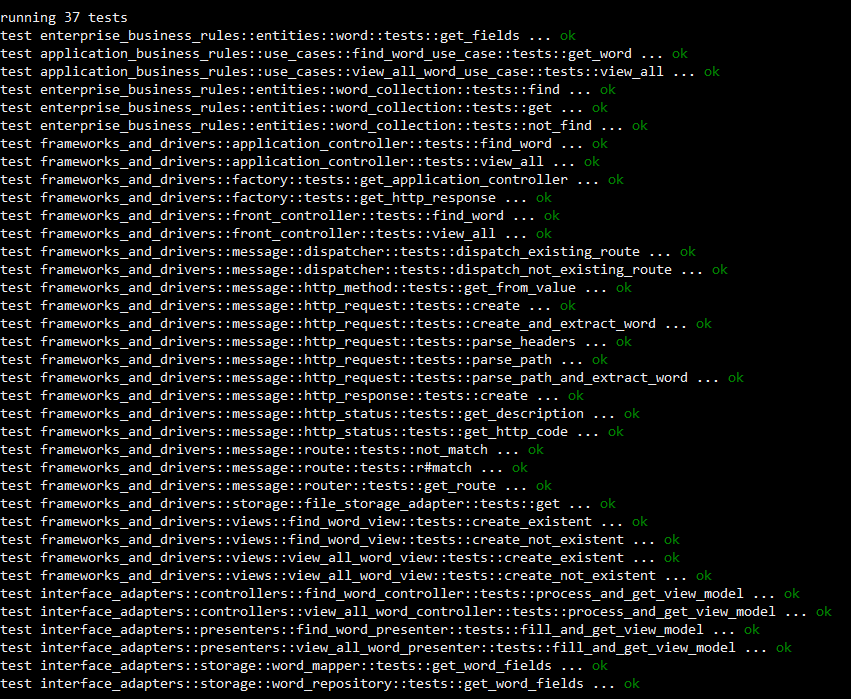 running 37 tests
test enterprise_business_rules::entities::word::tests::get_fields ... ok
test application_business_rules::use_cases::find_word_use_case::tests::get_word ... ok
test application_business_rules::use_cases::view_all_word_use_case::tests::view_all ... ok
test enterprise_business_rules::entities::word_collection::tests::find ... ok
test enterprise_business_rules::entities::word_collection::tests::get ... ok
test enterprise_business_rules::entities::word_collection::tests::not_find ... ok
test frameworks_and_drivers::application_controller::tests::find_word ... ok
test frameworks_and_drivers::application_controller::tests::view_all ... ok
test frameworks_and_drivers::factory::tests::get_application_controller ... ok
test frameworks_and_drivers::factory::tests::get_http_response ... ok
test frameworks_and_drivers::front_controller::tests::find_word ... ok
test frameworks_and_drivers::front_controller::tests::view_all ... ok
test frameworks_and_drivers::message::dispatcher::tests::dispatch_existing_route ... ok
test frameworks_and_drivers::message::dispatcher::tests::dispatch_not_existing_route ... ok
test frameworks_and_drivers::message::http_method::tests::get_from_value ... ok
test frameworks_and_drivers::message::http_request::tests::create ... ok
test frameworks_and_drivers::message::http_request::tests::create_and_extract_word ... ok
test frameworks_and_drivers::message::http_request::tests::parse_headers ... ok
test frameworks_and_drivers::message::http_request::tests::parse_path ... ok
test frameworks_and_drivers::message::http_request::tests::parse_path_and_extract_word ... ok
test frameworks_and_drivers::message::http_response::tests::create ... ok
test frameworks_and_drivers::message::http_status::tests::get_description ... ok
test frameworks_and_drivers::message::http_status::tests::get_http_code ... ok
test frameworks_and_drivers::message::route::tests::not_match ... ok
test frameworks_and_drivers::message::route::tests::r#match ... ok
test frameworks_and_drivers::message::router::tests::get_route ... ok
test frameworks_and_drivers::storage::file_storage_adapter::tests::get ... ok
test frameworks_and_drivers::views::find_word_view::tests::create_existent ... ok
test frameworks_and_drivers::views::find_word_view::tests::create_not_existent ... ok
test frameworks_and_drivers::views::view_all_word_view::tests::create_existent ... ok
test frameworks_and_drivers::views::view_all_word_view::tests::create_not_existent ... ok
test interface_adapters::controllers::find_word_controller::tests::process_and_get_view_model ... ok
test interface_adapters::controllers::view_all_word_controller::tests::process_and_get_view_model ... ok
test interface_adapters::presenters::find_word_presenter::tests::fill_and_get_view_model ... ok
test interface_adapters::presenters::view_all_word_presenter::tests::fill_and_get_view_model ... ok
test interface_adapters::storage::word_mapper::tests::get_word_fields ... ok
test interface_adapters::storage::word_repository::tests::get_word_fields ... ok